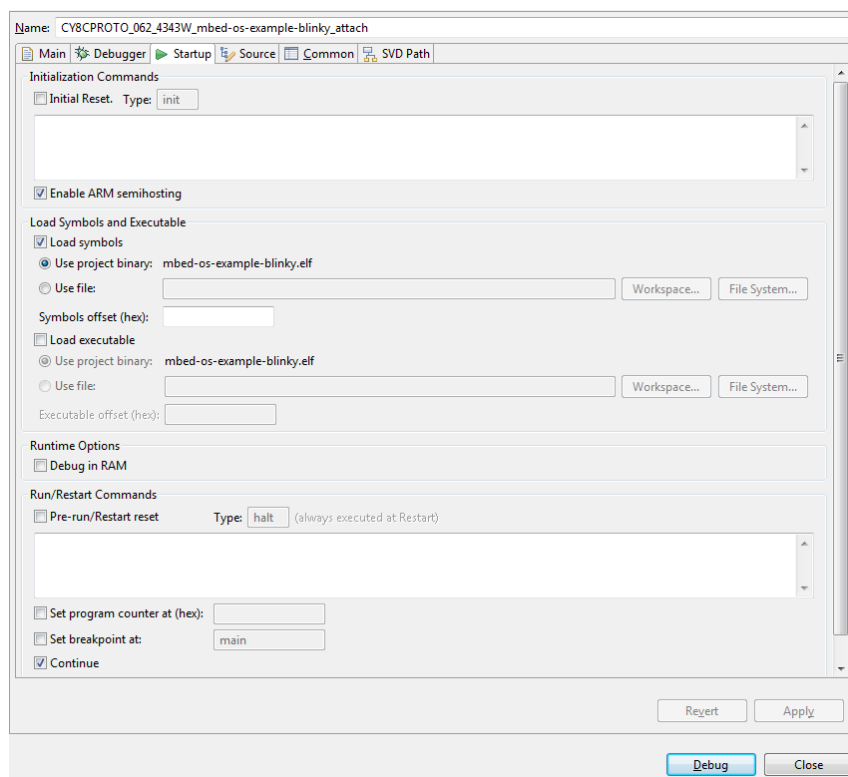 Name: CY8CPROTO_062_4343W_mbed-os-example-blinky_attach
Main Debugger Startup Source Common SVD Path
Initialization Commands
Initial Reset. Type: init
Enable ARM semihosting
Load Symbols and Executable
Load symbols
Use project binary: mbed-os-example-blinky.elf
Use file: Workspace... File System...
Symbols offset (hex):
Load executable
Use project binary: mbed-os-example-blinky.elf
Use file: Workspace... File System...
Executable offset (hex):
Runtime Options
Debug in RAM
Run/Restart Commands
Pre-run/Restart reset Type: halt (always executed at Restart)
Set program counter at (hex):
Set breakpoint at: main
Continue
Revert Apply
Debug Close